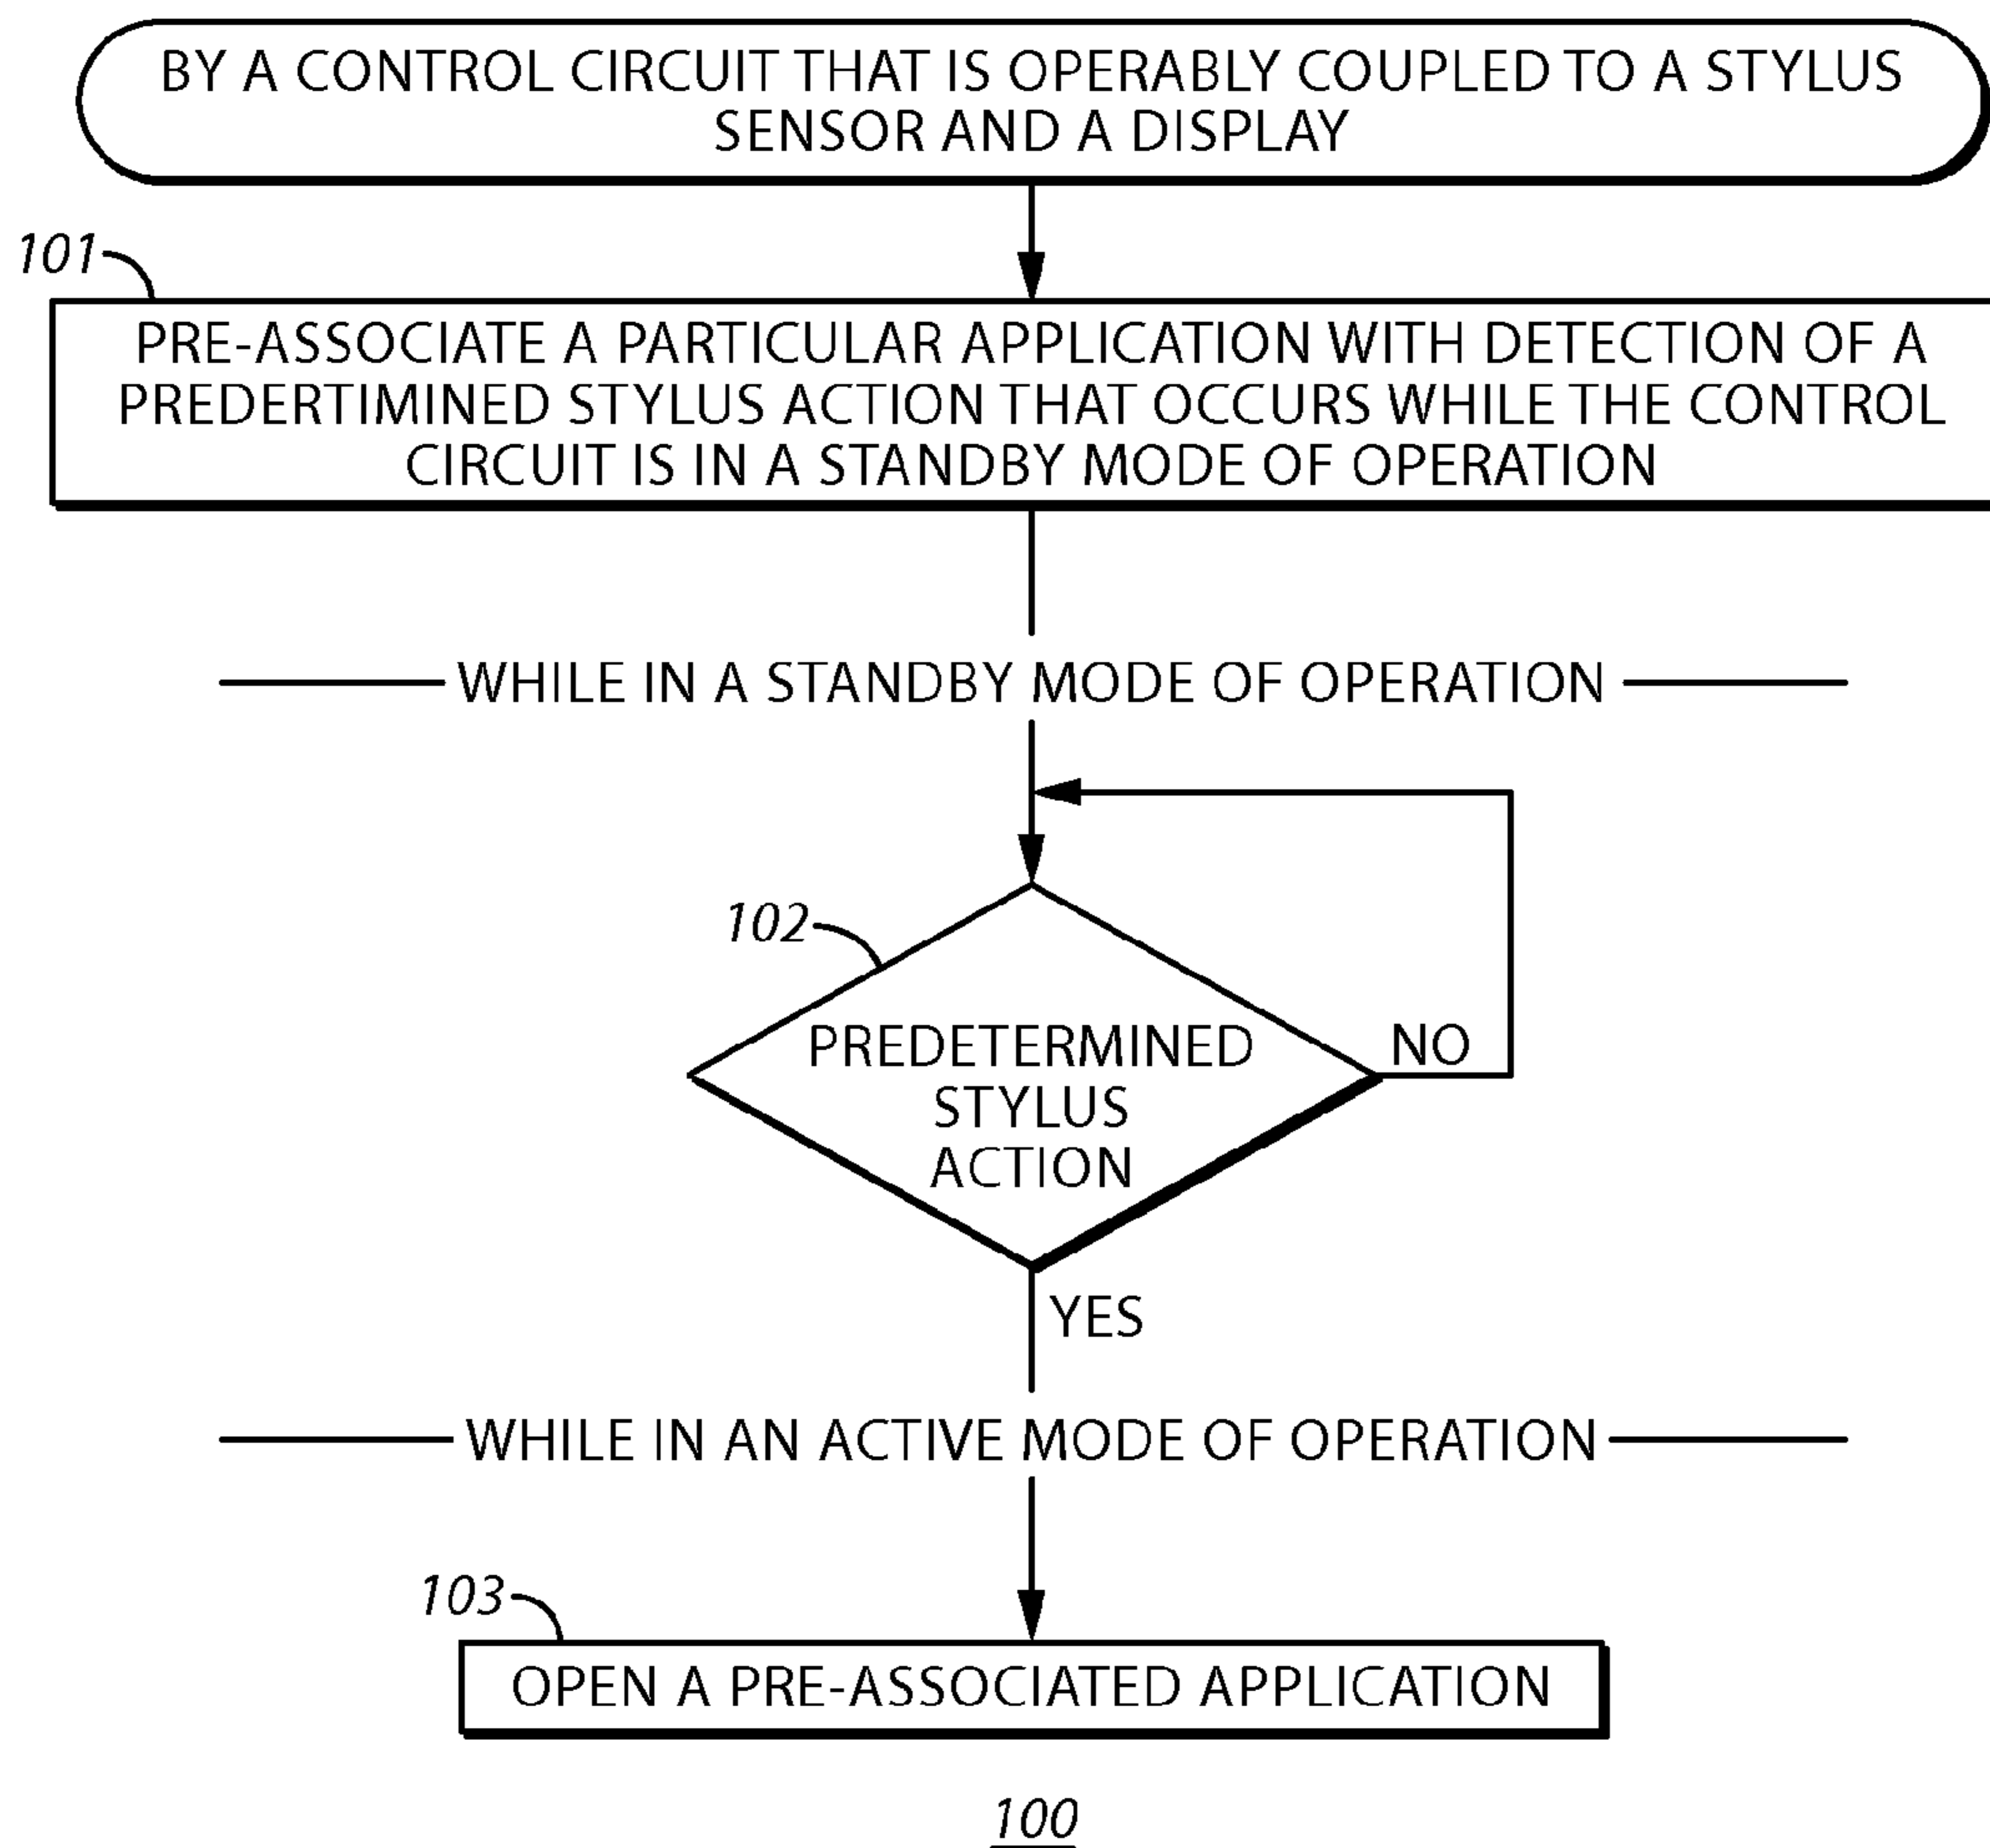 BY A CONTROL CIRCUIT THAT IS OPERABLY COUPLED TO A STYLUS
SENSOR AND A DISPLAY
101
PRE-ASSOCIATE A PARTICULAR APPLICATION WITH DETECTION OF A
PREDERTIMINED STYLUS ACTION THAT OCCURS WHILE THE CONTROL
CIRCUIT IS IN A STANDBY MODE OF OPERATION
WHILE IN A STANDBY MODE OF OPERATION
102
PREDETERMINED
STYLUS
ACTION
NO
YES
WHILE IN AN ACTIVE MODE OF OPERATION
103
OPEN A PRE-ASSOCIATED APPLICATION
100